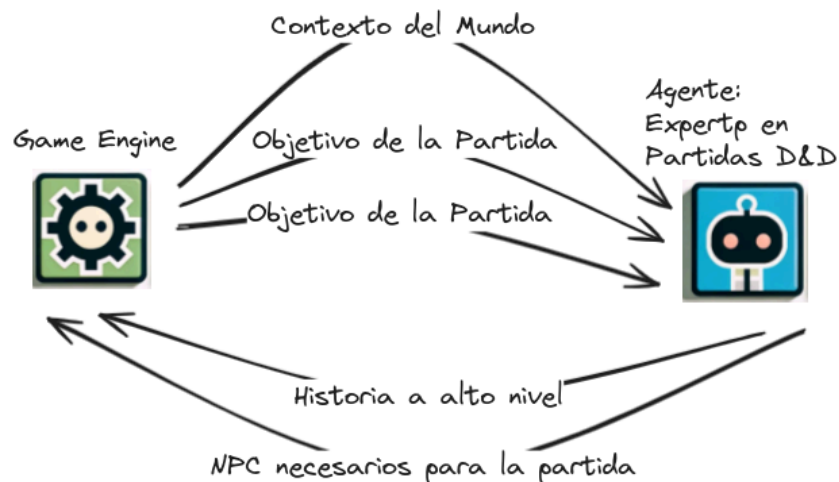 Contexto del Mundo
Agente:
Expertp en
Partidas D&D
Game Engine
Objetivo de la Partida
Objetivo de la Partida
Historia a alto nivel
NPC necesarios para la partida